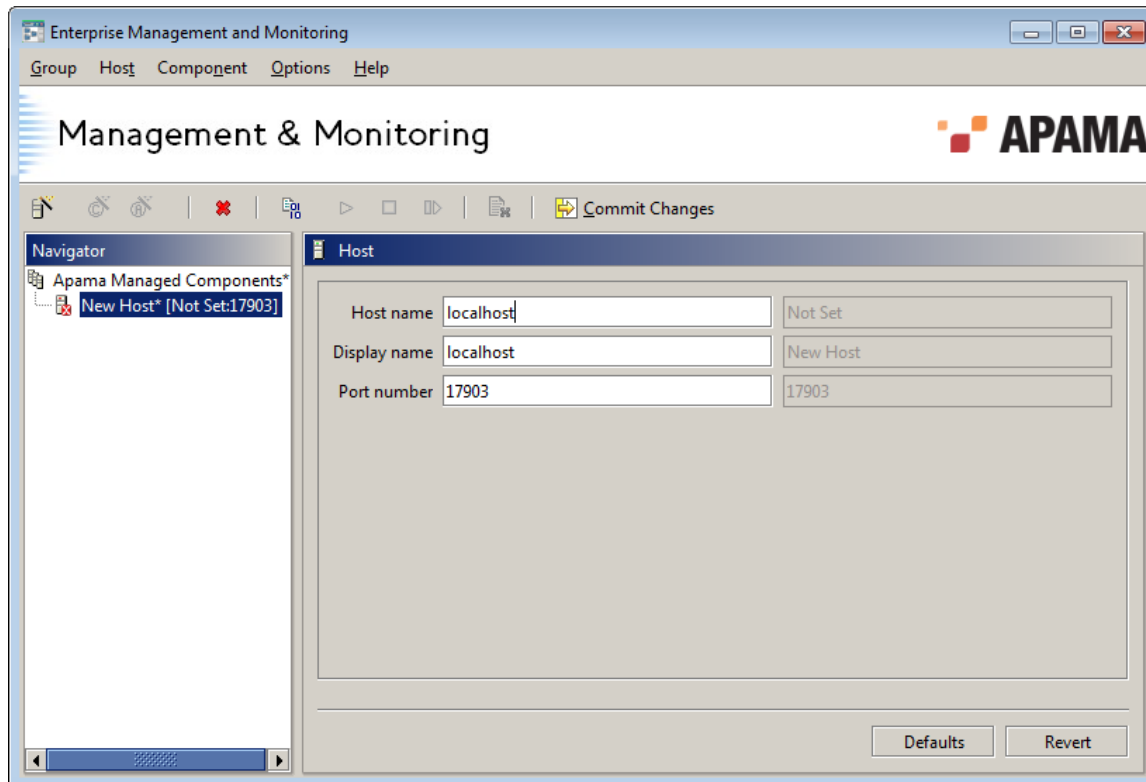 Enterprise Management and Monitoring
Group Host Component Options Help
Management & Monitoring
APAMA
Commit Changes
Navigator
Apama Managed Components*
New Host* [Not Set:17903]
Host
Host name localhost Not Set
Display name localhost New Host
Port number 17903 17903
Defaults Revert